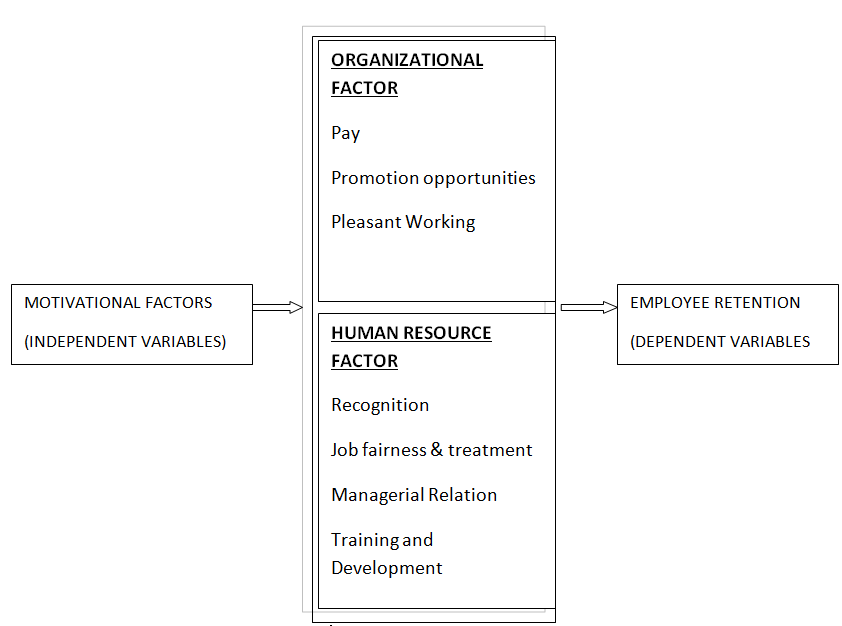 ORGANIZATIONAL
FACTOR
Pay
Promotion opportunities
Pleasant Working
MOTIVATIONAL FACTORS
(INDEPENDENT VARIABLES)
EMPLOYEE RETENTION
(DEPENDENT VARIABLES
HUMAN RESOURCE
FACTOR
Recognition
Job fairness & treatment
Managerial Relation
Training and
Development